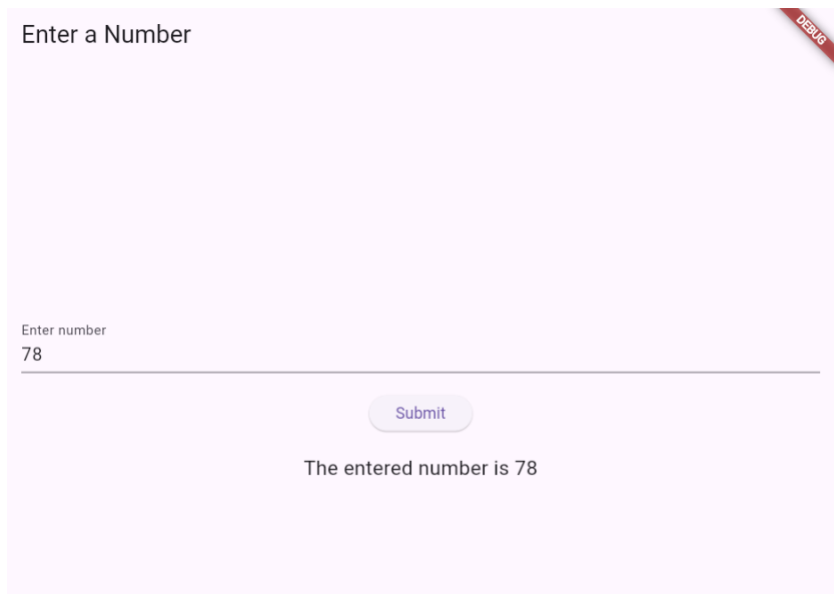 Enter a Number
DEBUG
Enter number
78
Submit
The entered number is 78